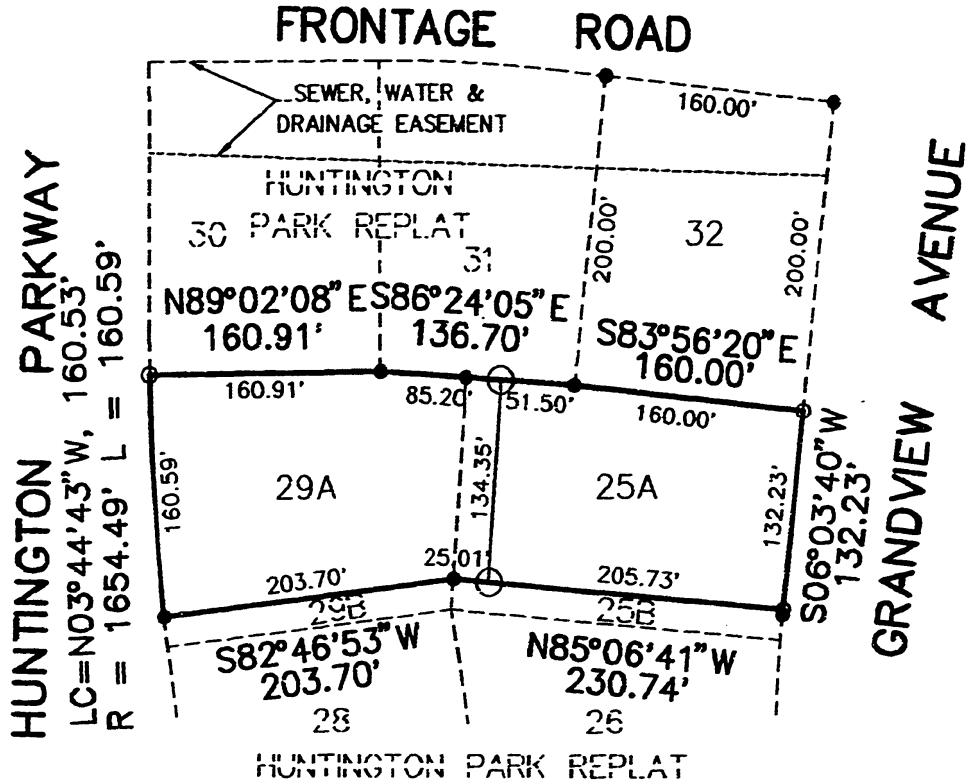 FRONTAGE ROAD
SEWER, WATER &
DRAINAGE EASEMENT
160.00'
HUNTINGTON
PARK REPLAT
30
31
32
200.00'
200.00'
HUNTINGTON PARKWAY
LC=N03°44'43"W, 160.53'
R = 1654.49' L = 160.59'
GRANDVIEW AVENUE
N89°02'08"E
160.91'
S86°24'05"E
136.70'
S83°56'20"E
160.00'
160.91'
85.20'
51.50'
160.00'
160.59'
29A
134.35'
25A
132.23'
S06°03'40"W
132.23'
203.70'
25.01'
205.73'
29B
25B
S82°46'53"W
203.70'
N85°06'41"W
230.74'
28
26
HUNTINGTON PARK REPLAT